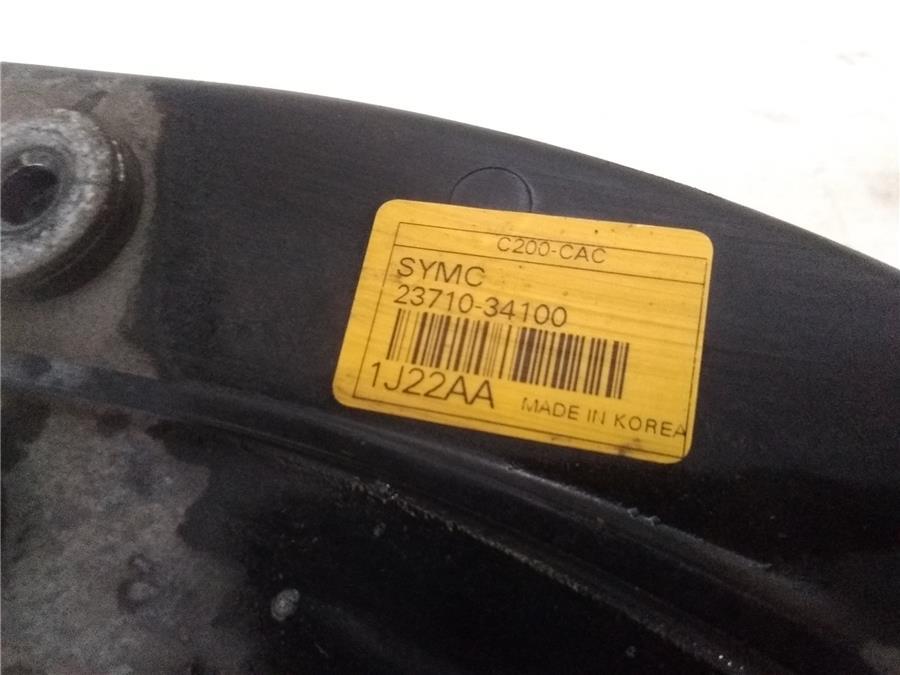 C200-CAC
SYMC
23710-34100
1J22AA
MADE IN KOREA